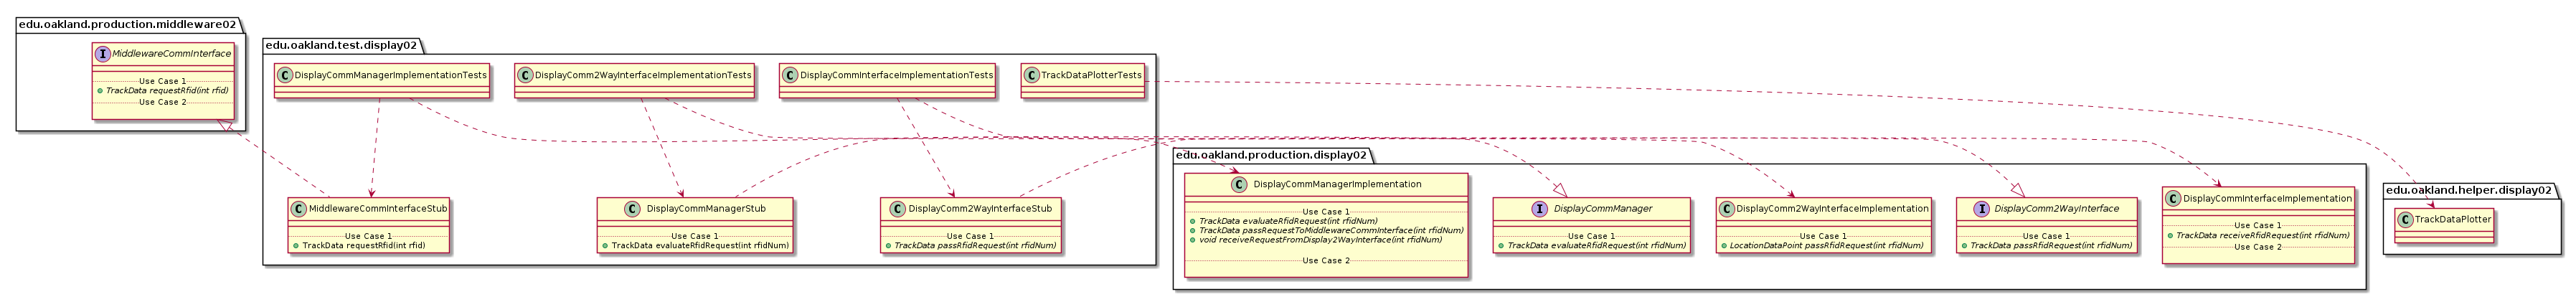 edu.oakland.production.middleware02
I MiddlewareCommInterface
Use Case 1
TrackData requestRfid(int rfid)
Use Case 2
edu.oakland.test.display02
C DisplayCommManagerImplementationTests
C DisplayComm2WayInterfaceImplementationTests
C DisplayCommInterfaceImplementationTests
C TrackDataPlotterTests
C MiddlewareCommInterfaceStub
Use Case 1
TrackData requestRfid(int rfid)
C DisplayCommManagerStub
Use Case 1
TrackData evaluateRfidRequest(int rfidNum)
C DisplayComm2WayInterfaceStub
Use Case 1
TrackData passRfidRequest(int rfidNum)
edu.oakland.production.display02
C DisplayCommManagerImplementation
Use Case 1
TrackData evaluateRfidRequest(int rfidNum)
TrackData passRequestToMiddlewareCommInterface(int rfidNum)
void receiveRequestFromDisplay2WayInterface(int rfidNum)
Use Case 2
I DisplayCommManager
Use Case 1
TrackData evaluateRfidRequest(int rfidNum)
C DisplayComm2WayInterfaceImplementation
Use Case 1
LocationDataPoint passRfidRequest(int rfidNum)
I DisplayComm2WayInterface
Use Case 1
TrackData passRfidRequest(int rfidNum)
C DisplayCommInterfaceImplementation
Use Case 1
TrackData receiveRfidRequest(int rfidNum)
Use Case 2
edu.oakland.helper.display02
C TrackDataPlotter